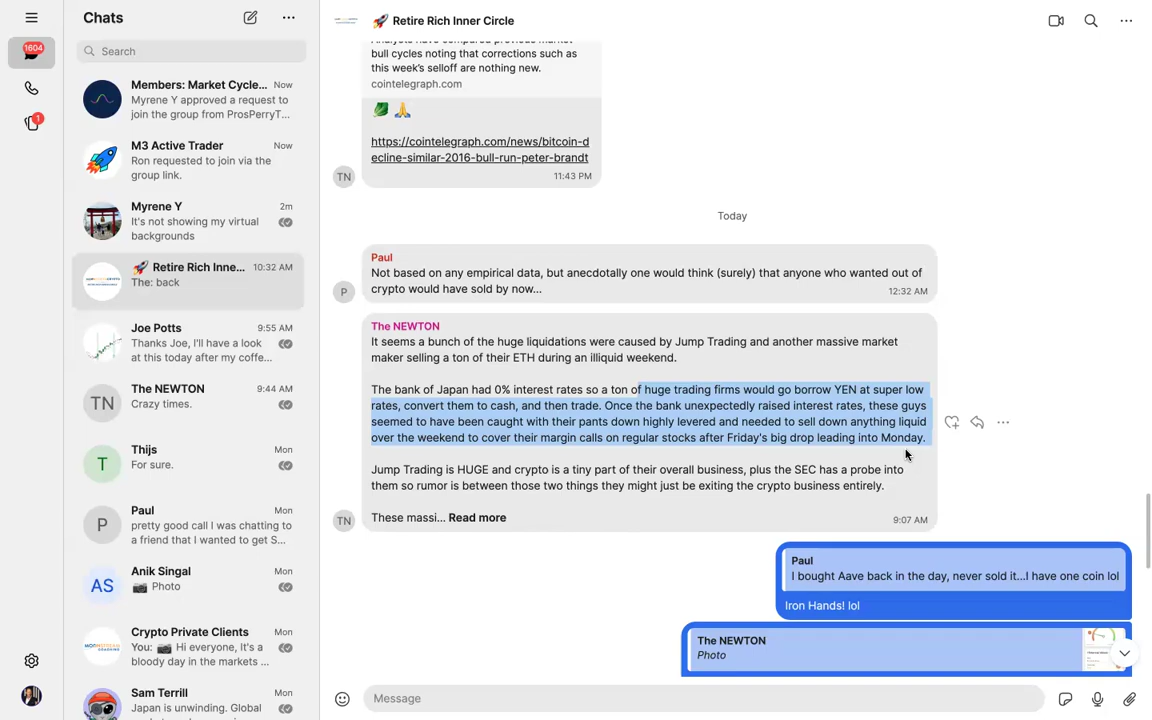 Chats
🚀 Retire Rich Inner Circle
1604
Search
1
Members: Market Cycle... Now
Myrene Y approved a request to
join the group from ProsPerryT...
M3 Active Trader Now
Ron requested to join via the
group link.
Myrene Y 2m
It's not showing my virtual
backgrounds
🚀 Retire Rich Inne... 10:32 AM
The: back
Joe Potts 9:55 AM
Thanks Joe, I'll have a look
at this today after my coffe...
TN
The NEWTON 9:44 AM
Crazy times.
T
Thijs Mon
For sure.
P
Paul Mon
pretty good call I was chatting to
a friend that I wanted to get S...
AS
Anik Singal Mon
📷 Photo
Crypto Private Clients Mon
You: 📷 Hi everyone, It's a
bloody day in the markets ...
Sam Terrill Mon
Japan is unwinding. Global
bull cycles noting that corrections such as
this week's selloff are nothing new.
cointelegraph.com
🥬 🙏
https://cointelegraph.com/news/bitcoin-d
ecline-similar-2016-bull-run-peter-brandt
TN
11:43 PM
Today
Paul
Not based on any empirical data, but anecdotally one would think (surely) that anyone who wanted out of
crypto would have sold by now...
P
12:32 AM
The NEWTON
It seems a bunch of the huge liquidations were caused by Jump Trading and another massive market
maker selling a ton of their ETH during an illiquid weekend.
The bank of Japan had 0% interest rates so a ton of huge trading firms would go borrow YEN at super low
rates, convert them to cash, and then trade. Once the bank unexpectedly raised interest rates, these guys
seemed to have been caught with their pants down highly levered and needed to sell down anything liquid
over the weekend to cover their margin calls on regular stocks after Friday's big drop leading into Monday.
Jump Trading is HUGE and crypto is a tiny part of their overall business, plus the SEC has a probe into
them so rumor is between those two things they might just be exiting the crypto business entirely.
These massi... Read more
TN
9:07 AM
Paul
I bought Aave back in the day, never sold it...I have one coin lol
Iron Hands! lol
The NEWTON
Photo
Message